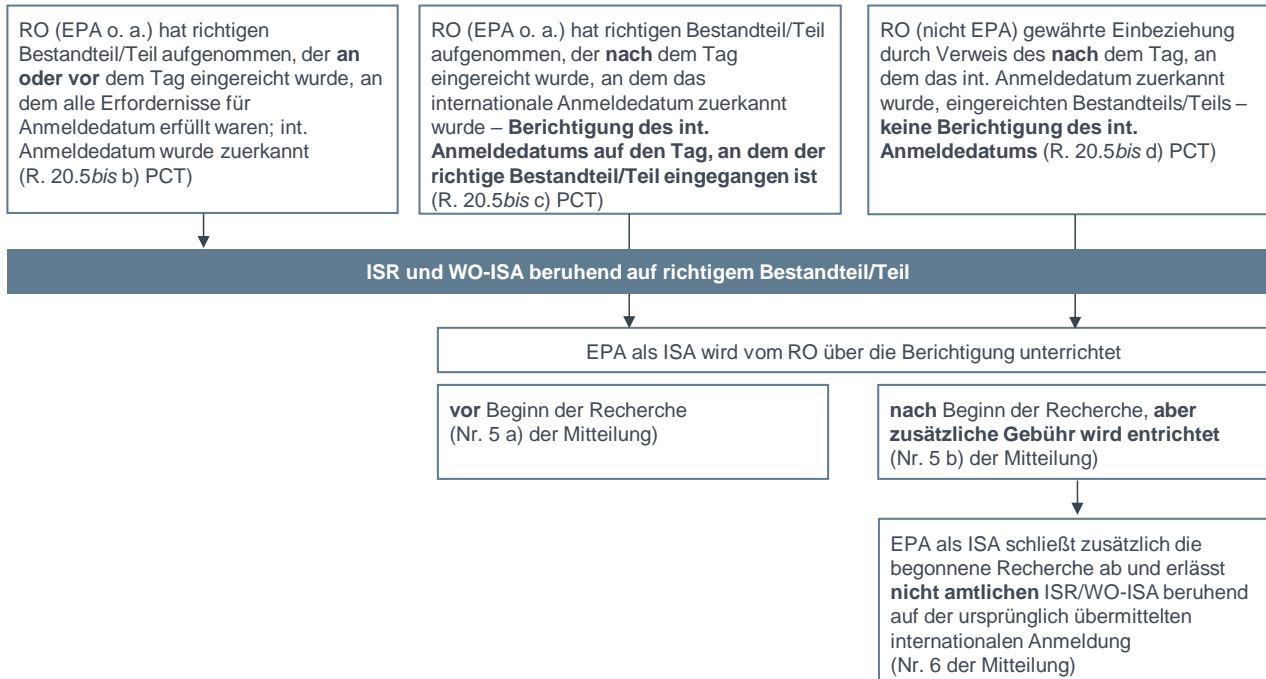 RO (EPA o. a.) hat richtigen
Bestandteil/Teil aufgenommen, der an
oder vor dem Tag eingereicht wurde, an
dem alle Erfordernisse für
Anmeldedatum erfüllt waren; int.
Anmeldedatum wurde zuerkannt
(R. 20.5bis b) PCT)
RO (EPA o. a.) hat richtigen Bestandteil/Teil
aufgenommen, der nach dem Tag
eingereicht wurde, an dem das
internationale Anmeldedatum zuerkannt
wurde – Berichtigung des int.
Anmeldedatums auf den Tag, an dem der
richtige Bestandteil/Teil eingegangen ist
(R. 20.5bis c) PCT)
RO (nicht EPA) gewährte Einbeziehung
durch Verweis des nach dem Tag, an
dem das int. Anmeldedatum zuerkannt
wurde, eingereichten Bestandteils/Teils –
keine Berichtigung des int.
Anmeldedatums (R. 20.5bis d) PCT)
ISR und WO-ISA beruhend auf richtigem Bestandteil/Teil
EPA als ISA wird vom RO über die Berichtigung unterrichtet
vor Beginn der Recherche
(Nr. 5 a) der Mitteilung)
nach Beginn der Recherche, aber
zusätzliche Gebühr wird entrichtet
(Nr. 5 b) der Mitteilung)
EPA als ISA schließt zusätzlich die
begonnene Recherche ab und erlässt
nicht amtlichen ISR/WO-ISA beruhend
auf der ursprünglich übermittelten
internationalen Anmeldung
(Nr. 6 der Mitteilung)